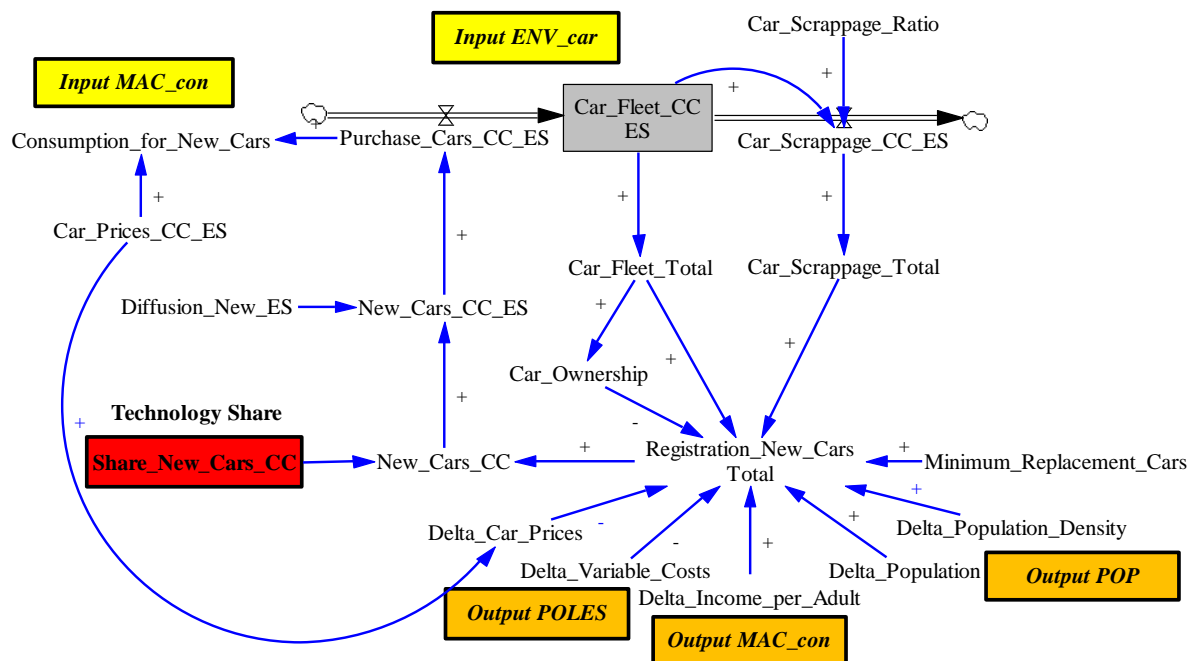 Car_Scrappage_Ratio
Input ENV_car
Input MAC_con
+
+
+
Car_Fleet_CC
ES
+
Consumption_for_New_Cars
Purchase_Cars_CC_ES
Car_Scrappage_CC_ES
+
+
+
Car_Prices_CC_ES
+
Car_Fleet_Total
Car_Scrappage_Total
Diffusion_New_ES
New_Cars_CC_ES
+
+
+
Car_Ownership
+
Technology Share
+
-
Share_New_Cars_CC
New_Cars_CC
+
Registration_New_Cars
Total
+
Minimum_Replacement_Cars
+
Delta_Car_Prices
-
-
+
+
Delta_Population_Density
Delta_Variable_Costs
Delta_Population
Output POP
Delta_Income_per_Adult
Output POLES
Output MAC_con